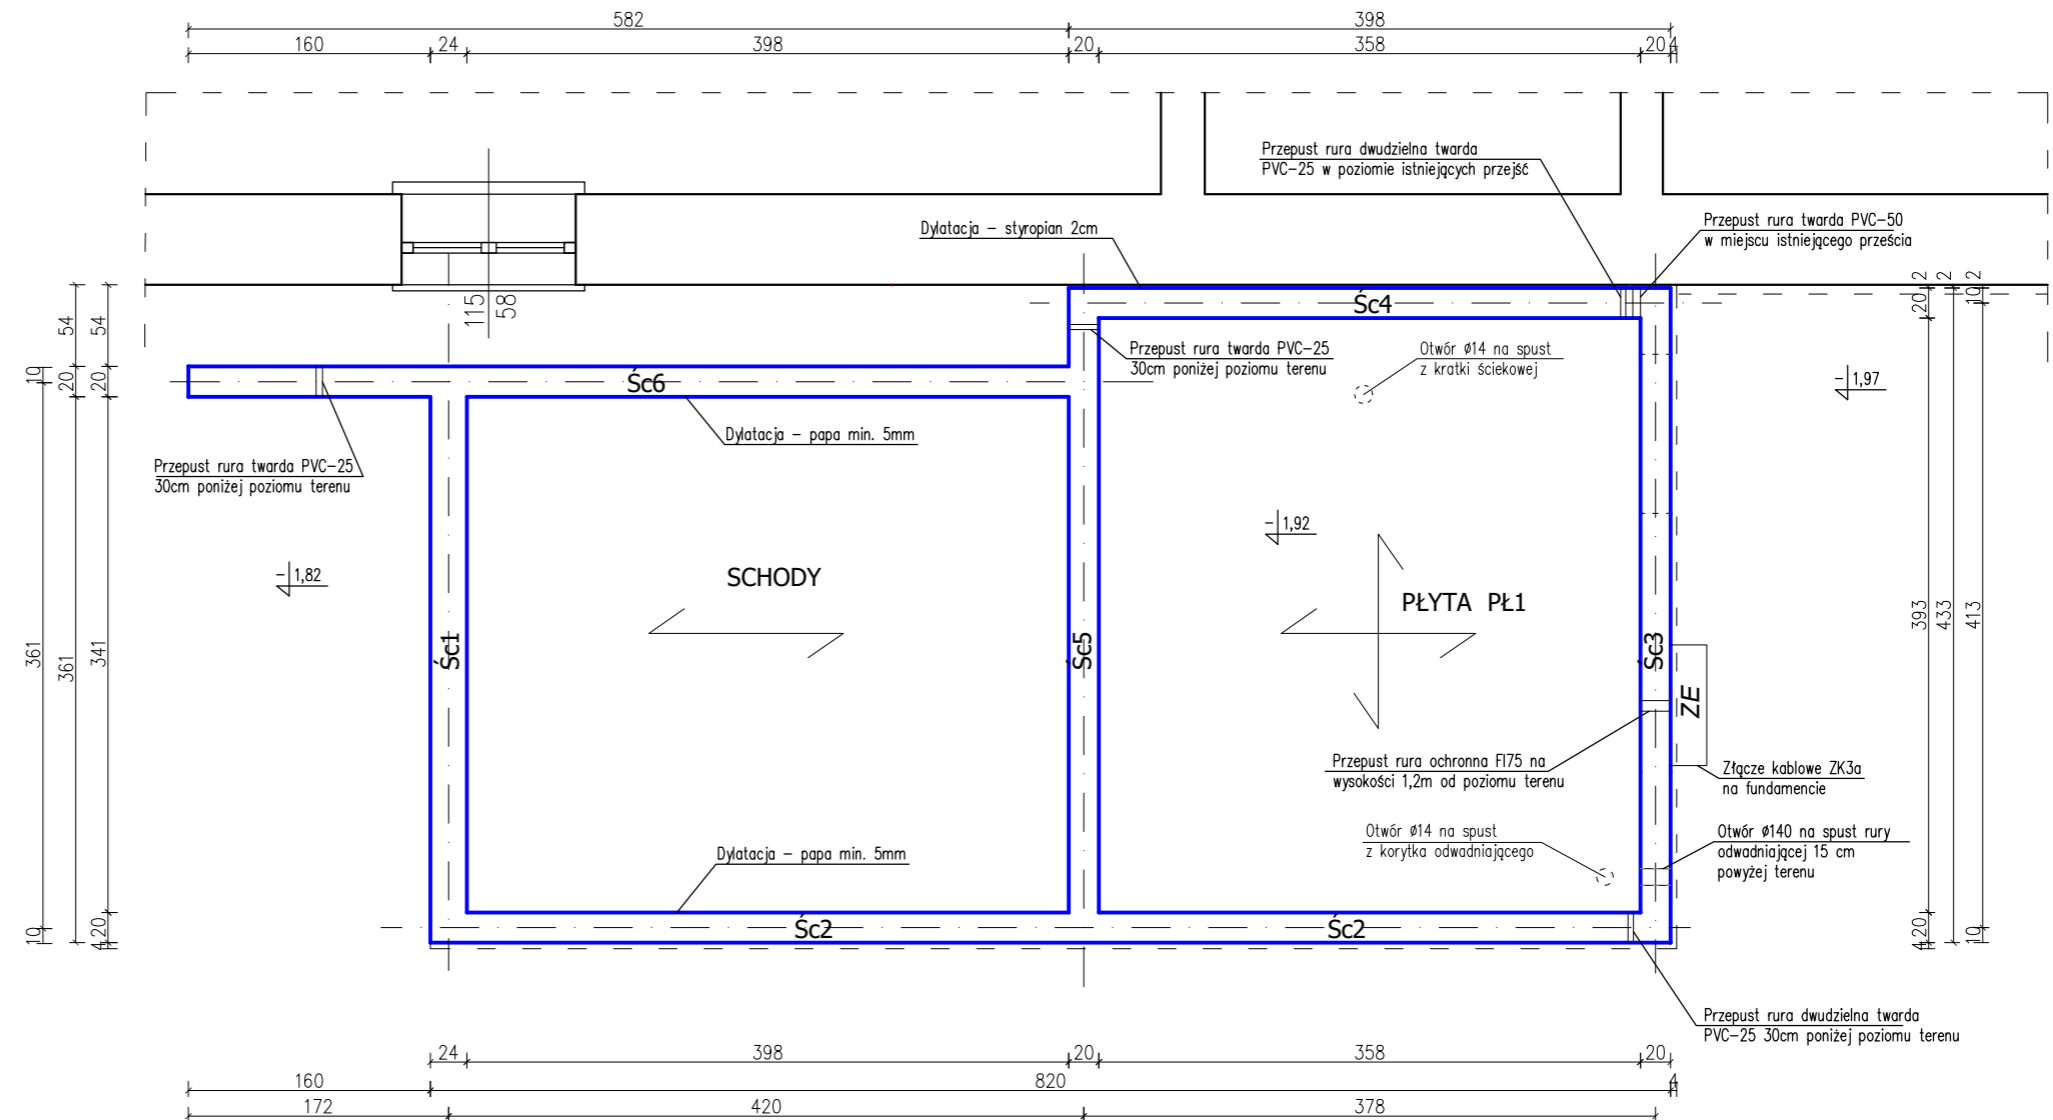 582
398
160
24
398
20
358
20
4
Przepust rura dwudzielna twarda
PVC-25 w poziomie istniejących przejść
Dylatacja - styropian 2cm
Przepust rura twarda PVC-50
w miejscu istniejącego prześcia
115
58
Śc4
Przepust rura twarda PVC-25
30cm poniżej poziomu terenu
Otwór ø14 na spust
z kratki ściekowej
Śc6
- 1,97
Dylatacja - papa min. 5mm
Przepust rura twarda PVC-25
30cm poniżej poziomu terenu
- 1,92
- 1,82
SCHODY
PŁYTA PŁ1
Śc1
Śc5
Śc3
ZE
Przepust rura ochronna FI75 na
wysokości 1,2m od poziomu terenu
Złącze kablowe ZK3a
na fundamencie
Otwór ø14 na spust
z korytka odwadniającego
Otwór ø140 na spust rury
odwadniającej 15 cm
powyżej terenu
Dylatacja - papa min. 5mm
Śc2
Śc2
Przepust rura dwudzielna twarda
PVC-25 30cm poniżej poziomu terenu
10
361
10
54
20
361
54
20
341
20
4
2
20
393
20
4
2
433
2
10
413
10
24
398
20
358
20
160
820
4
172
420
378